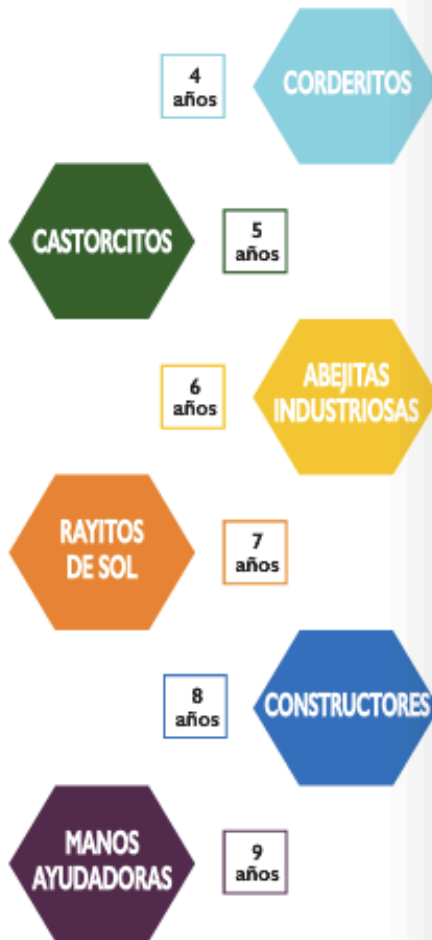 4
años
CORDERITOS
CASTORCITOS
5
años
6
años
ABEJITAS
INDUSTRIOSAS
RAYITOS
DE SOL
7
años
8
años
CONSTRUCTORES
MANOS
AYUDADORAS
9
años